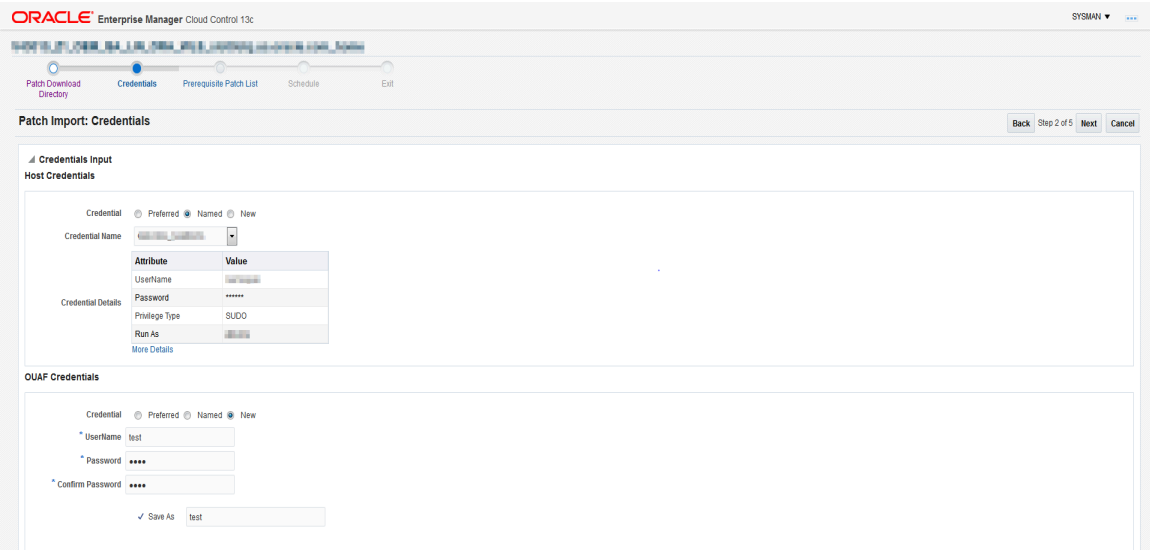 ORACLE Enterprise Manager Cloud Control 13c
SYSMAN
Patch Download Directory
Credentials
Prerequisite Patch List
Schedule
Exit
Patch Import: Credentials
Back Step 2 of 5 Next Cancel
Credentials Input
Host Credentials
Credential Preferred Named New
Credential Name
Attribute Value
UserName
Credential Details
Password ******
Privilege Type SUDO
Run As
More Details
OUAF Credentials
Credential Preferred Named New
* UserName test
* Password ••••
* Confirm Password ••••
✓ Save As test